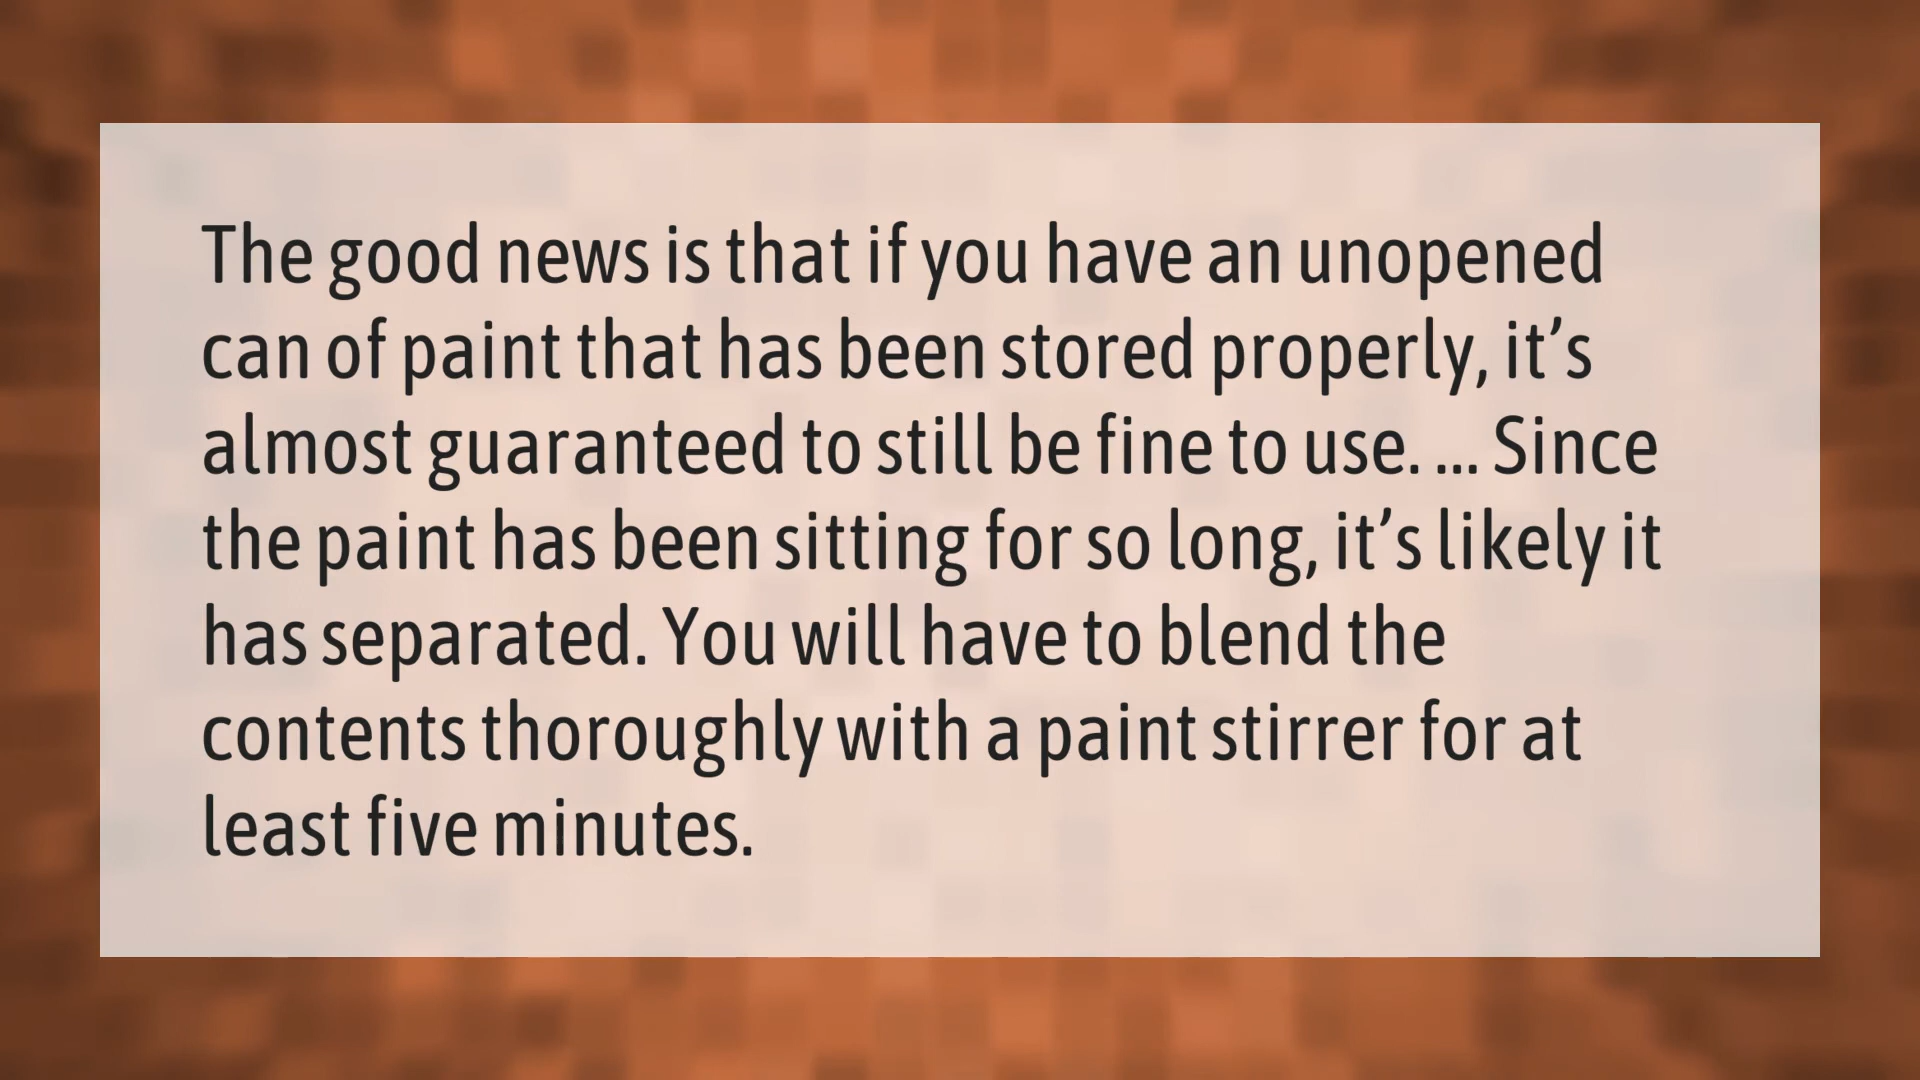 The good news is that if you have an unopened
can of paint that has been stored properly, it’s
almost guaranteed to still be fine to use. ... Since
the paint has been sitting for so long, it’s likely it
has separated. You will have to blend the
contents thoroughly with a paint stirrer for at
least five minutes.